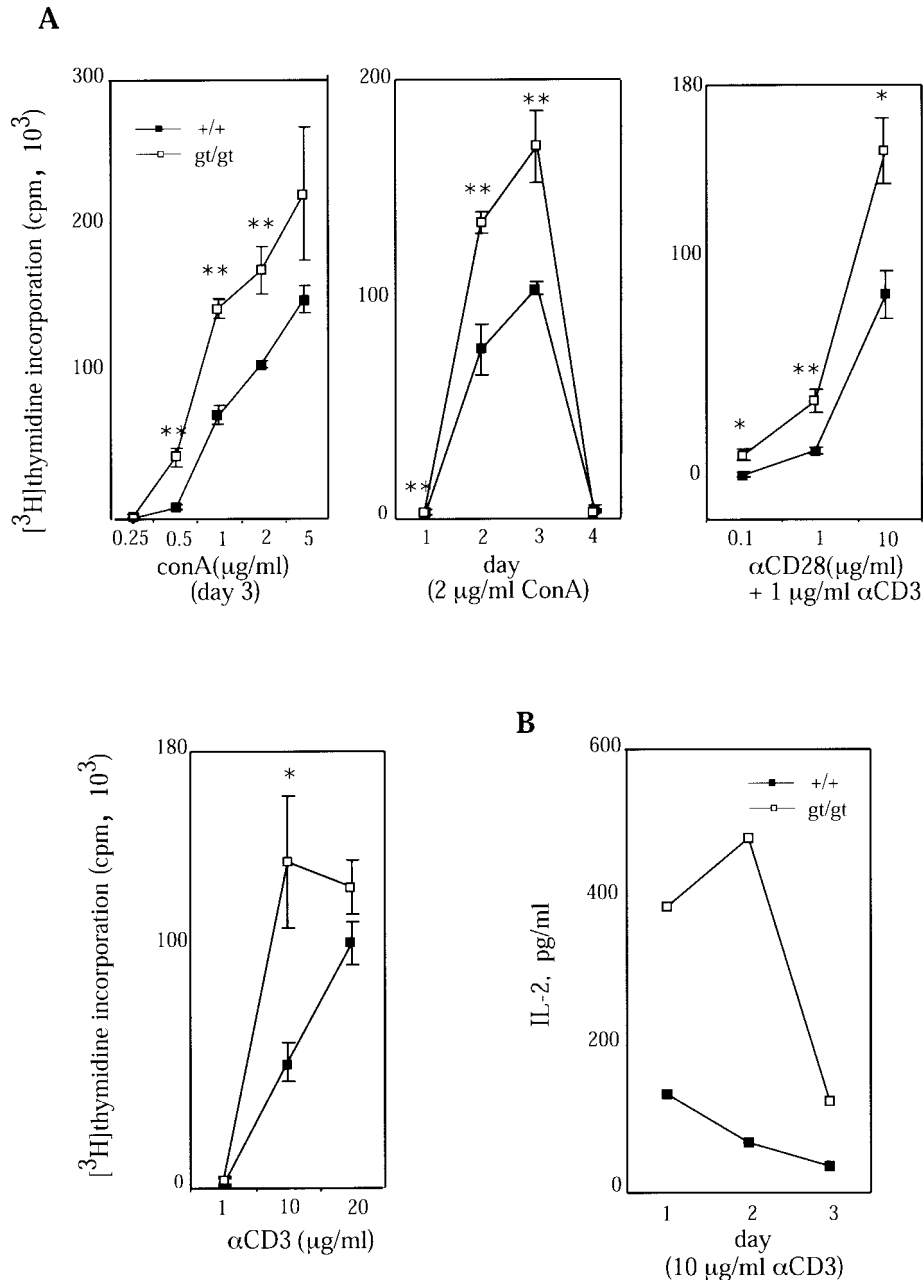 A
[3H]thymidine incorporation (cpm, 10^3)
300
200
100
+/+
gt/gt
**
**
**
0.25 0.5 1 2 5
conA(μg/ml)
(day 3)
200
100
0
**
**
**
1 2 3 4
day
(2 μg/ml ConA)
180
100
0
*
**
*
0.1 1 10
αCD28(μg/ml)
+ 1 μg/ml αCD3
[3H]thymidine incorporation (cpm, 10^3)
180
100
0
*
1 10 20
αCD3 (μg/ml)
B
IL-2, pg/ml
600
400
200
0
+/+
gt/gt
1 2 3
day
(10 μg/ml αCD3)